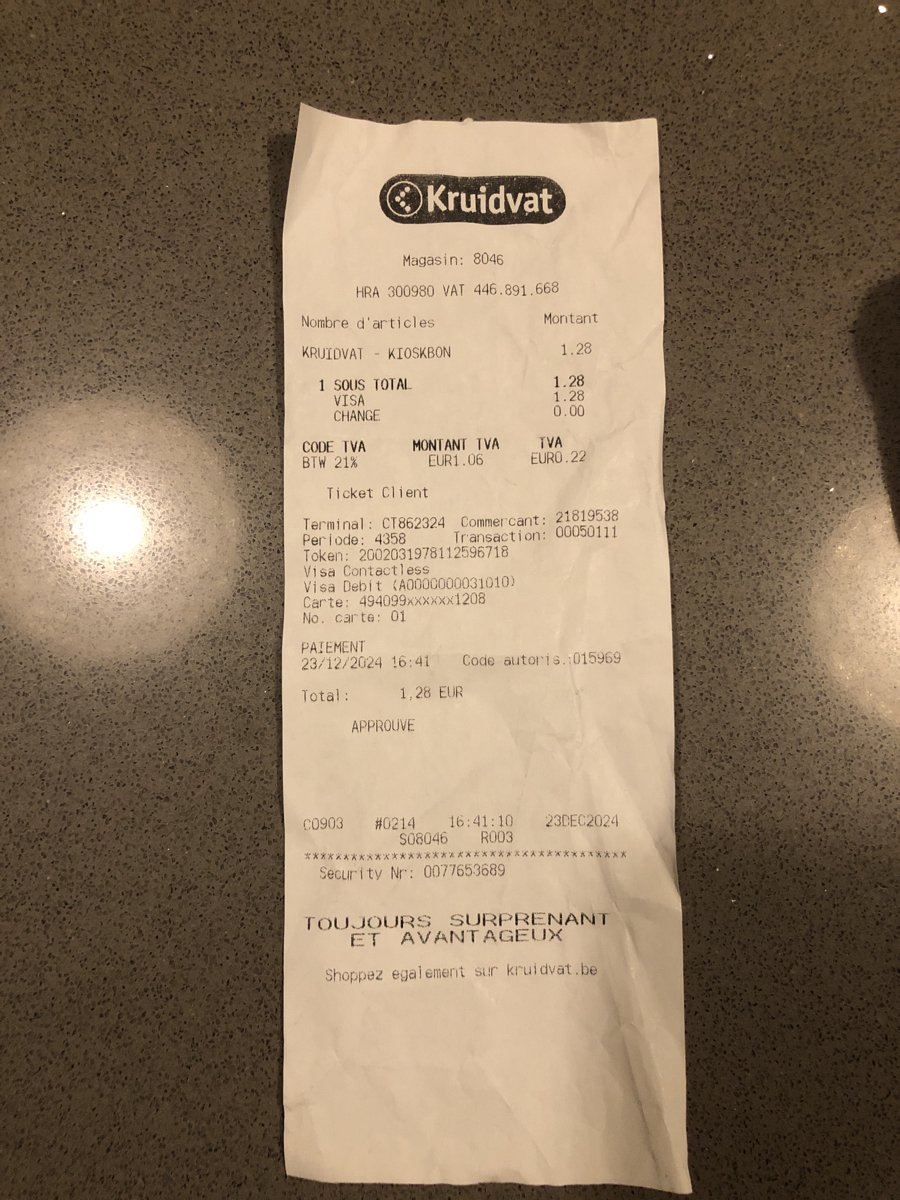 Kruidvat
Magasin: 8046
HRA 300980 VAT 446.891.668
Nombre d'articles Montant
KRUIDVAT - KIOSKBON 1.28
1 SOUS TOTAL 1.28
VISA 1.28
CHANGE 0.00
CODE TVA MONTANT TVA TVA
BTW 21% EUR1.06 EUR0.22
Ticket Client
Terminal: CT862324 Commercant: 21819538
Periode: 4358 Transaction: 00050111
Token: 2002031978112596718
Visa Contactless
Visa Debit (A0000000031010)
Carte: 494099xxxxxx1208
No. carte: 01
PAIEMENT
23/12/2024 16:41 Code autoris.:015969
Total: 1,28 EUR
APPROUVE
C0903 #0214 16:41:10 23DEC2024
S08046 R003
*****************************************
Security Nr: 0077653689
TOUJOURS SURPRENANT
ET AVANTAGEUX
Shoppez egalement sur kruidvat.be